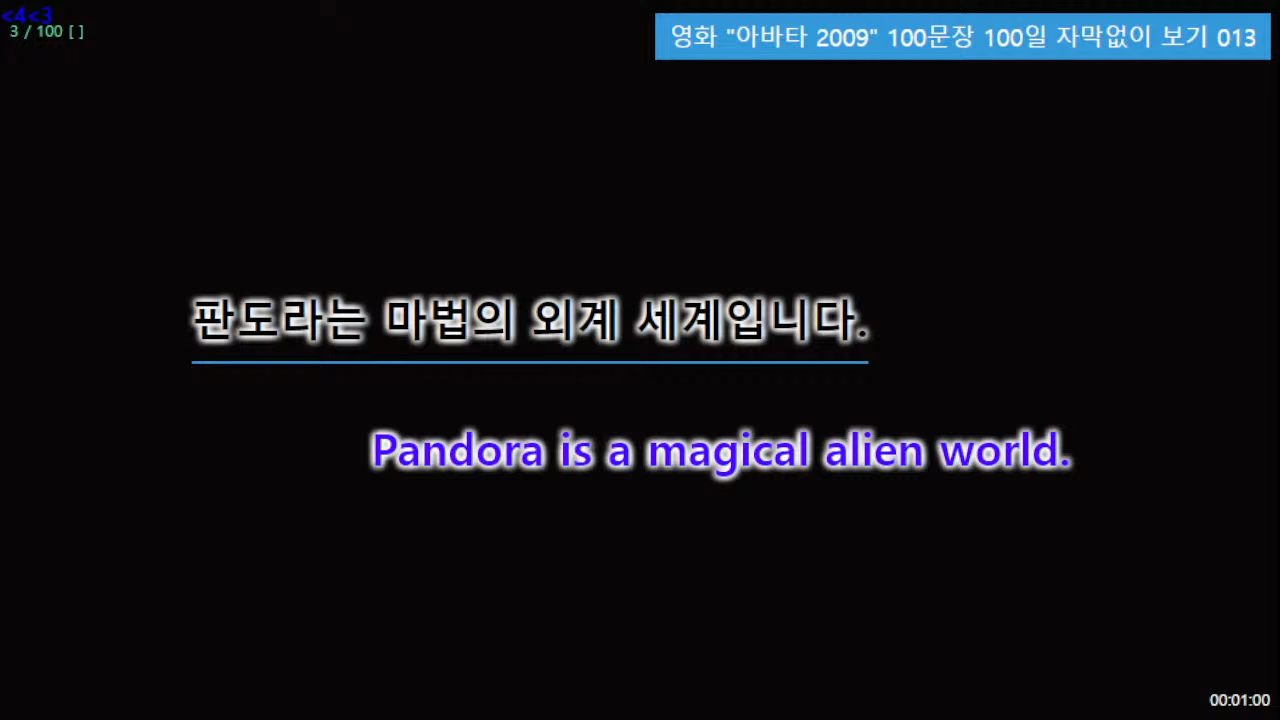 <4<3
3 / 100 [ ]
영화 "아바타 2009" 100문장 100일 자막없이 보기 013
판도라는 마법의 외계 세계입니다.
Pandora is a magical alien world.
00:01:00